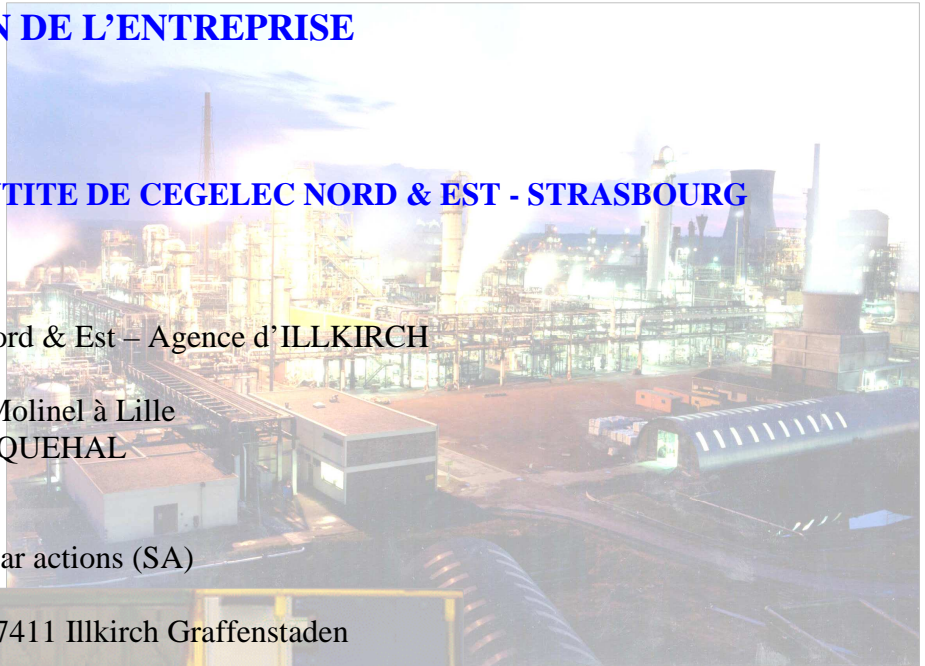 N DE L’ENTREPRISE
TITE DE CEGELEC NORD & EST - STRASBOURG
ord & Est – Agence d’ILLKIRCH
Molinel à Lille
QUEHAL
ar actions (SA)
7411 Illkirch Graffenstaden